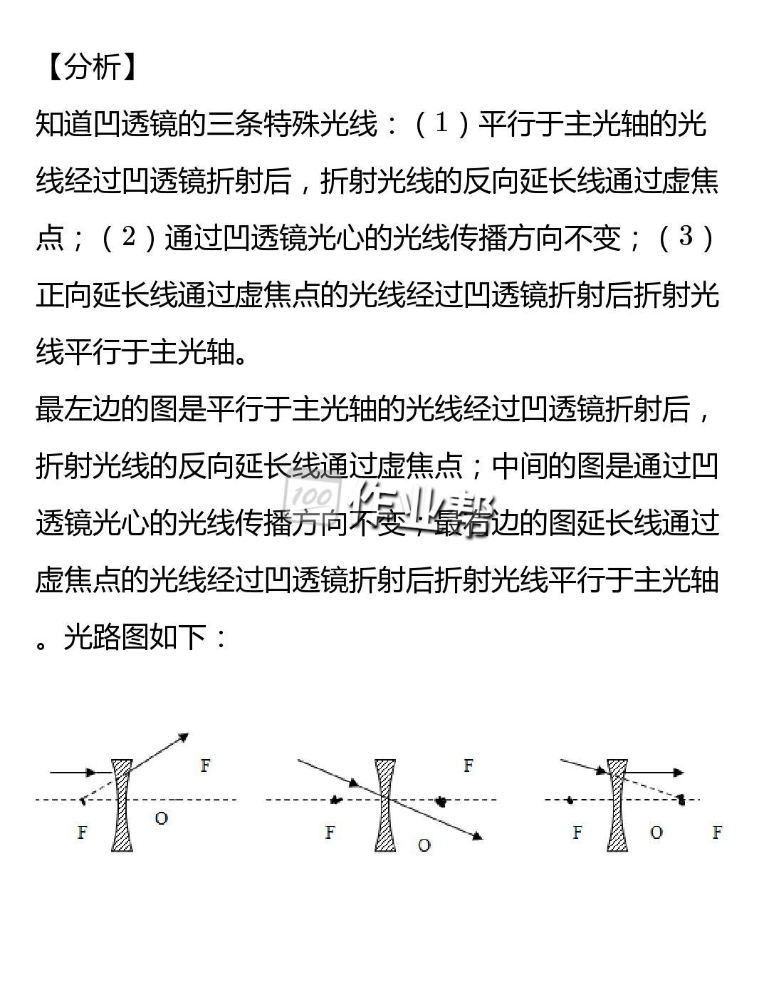 【分析】
知道凹透镜的三条特殊光线：（1）平行于主光轴的光
线经过凹透镜折射后，折射光线的反向延长线通过虚焦
点；（2）通过凹透镜光心的光线传播方向不变；（3）
正向延长线通过虚焦点的光线经过凹透镜折射后折射光
线平行于主光轴。
最左边的图是平行于主光轴的光线经过凹透镜折射后，
折射光线的反向延长线通过虚焦点；中间的图是通过凹
透镜光心的光线传播方向不变；最右边的图延长线通过
虚焦点的光线经过凹透镜折射后折射光线平行于主光轴
。光路图如下：
100 作业帮
F
F
O
F
F
O
F
O
F